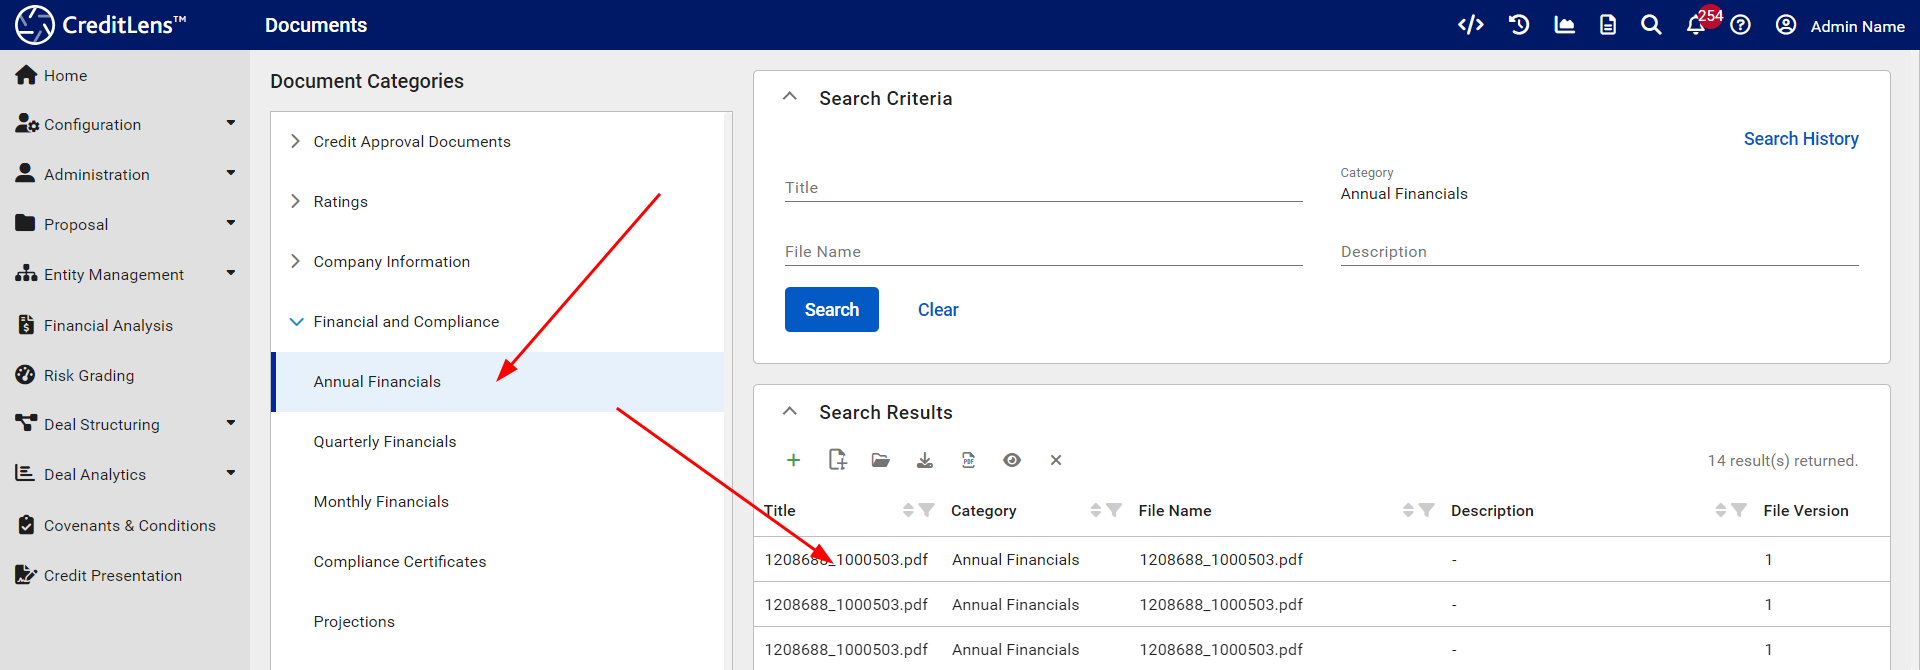 CreditLens™
Documents
254
Admin Name
Home
Configuration
Administration
Proposal
Entity Management
Financial Analysis
Risk Grading
Deal Structuring
Deal Analytics
Covenants & Conditions
Credit Presentation
Document Categories
Credit Approval Documents
Ratings
Company Information
Financial and Compliance
Annual Financials
Quarterly Financials
Monthly Financials
Compliance Certificates
Projections
Search Criteria
Search History
Title
Category
Annual Financials
File Name
Description
Search Clear
Search Results
PDF
14 result(s) returned.
Title Category File Name Description File Version
1208688_1000503.pdf Annual Financials 1208688_1000503.pdf - 1
1208688_1000503.pdf Annual Financials 1208688_1000503.pdf - 1
1208688_1000503.pdf Annual Financials 1208688_1000503.pdf - 1